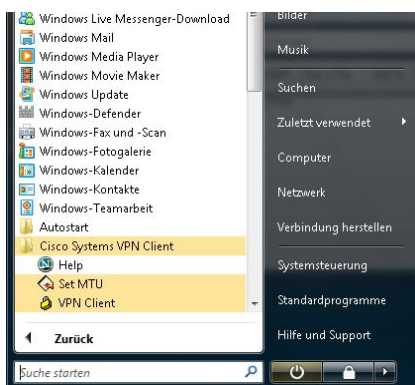 Windows Live Messenger-Download
Windows Mail
Windows Media Player
Windows Movie Maker
Windows Update
Windows-Defender
Windows-Fax und -Scan
Windows-Fotogalerie
Windows-Kalender
Windows-Kontakte
Windows-Teamarbeit
Autostart
Cisco Systems VPN Client
Help
Set MTU
VPN Client
Zurück
Suche starten
Bilder
Musik
Suchen
Zuletzt verwendet
Computer
Netzwerk
Verbindung herstellen
Systemsteuerung
Standardprogramme
Hilfe und Support